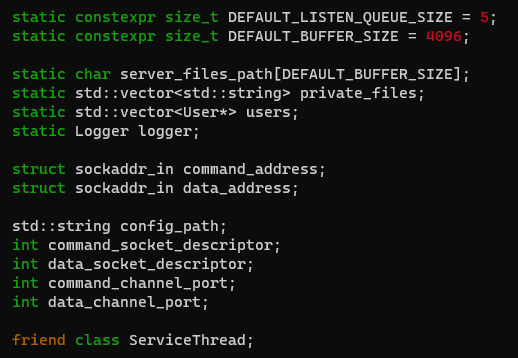 static constexpr size_t DEFAULT_LISTEN_QUEUE_SIZE = 5;
static constexpr size_t DEFAULT_BUFFER_SIZE = 4096;
static char server_files_path[DEFAULT_BUFFER_SIZE];
static std::vector<std::string> private_files;
static std::vector<User*> users;
static Logger logger;
struct sockaddr_in command_address;
struct sockaddr_in data_address;
std::string config_path;
int command_socket_descriptor;
int data_socket_descriptor;
int command_channel_port;
int data_channel_port;
friend class ServiceThread;